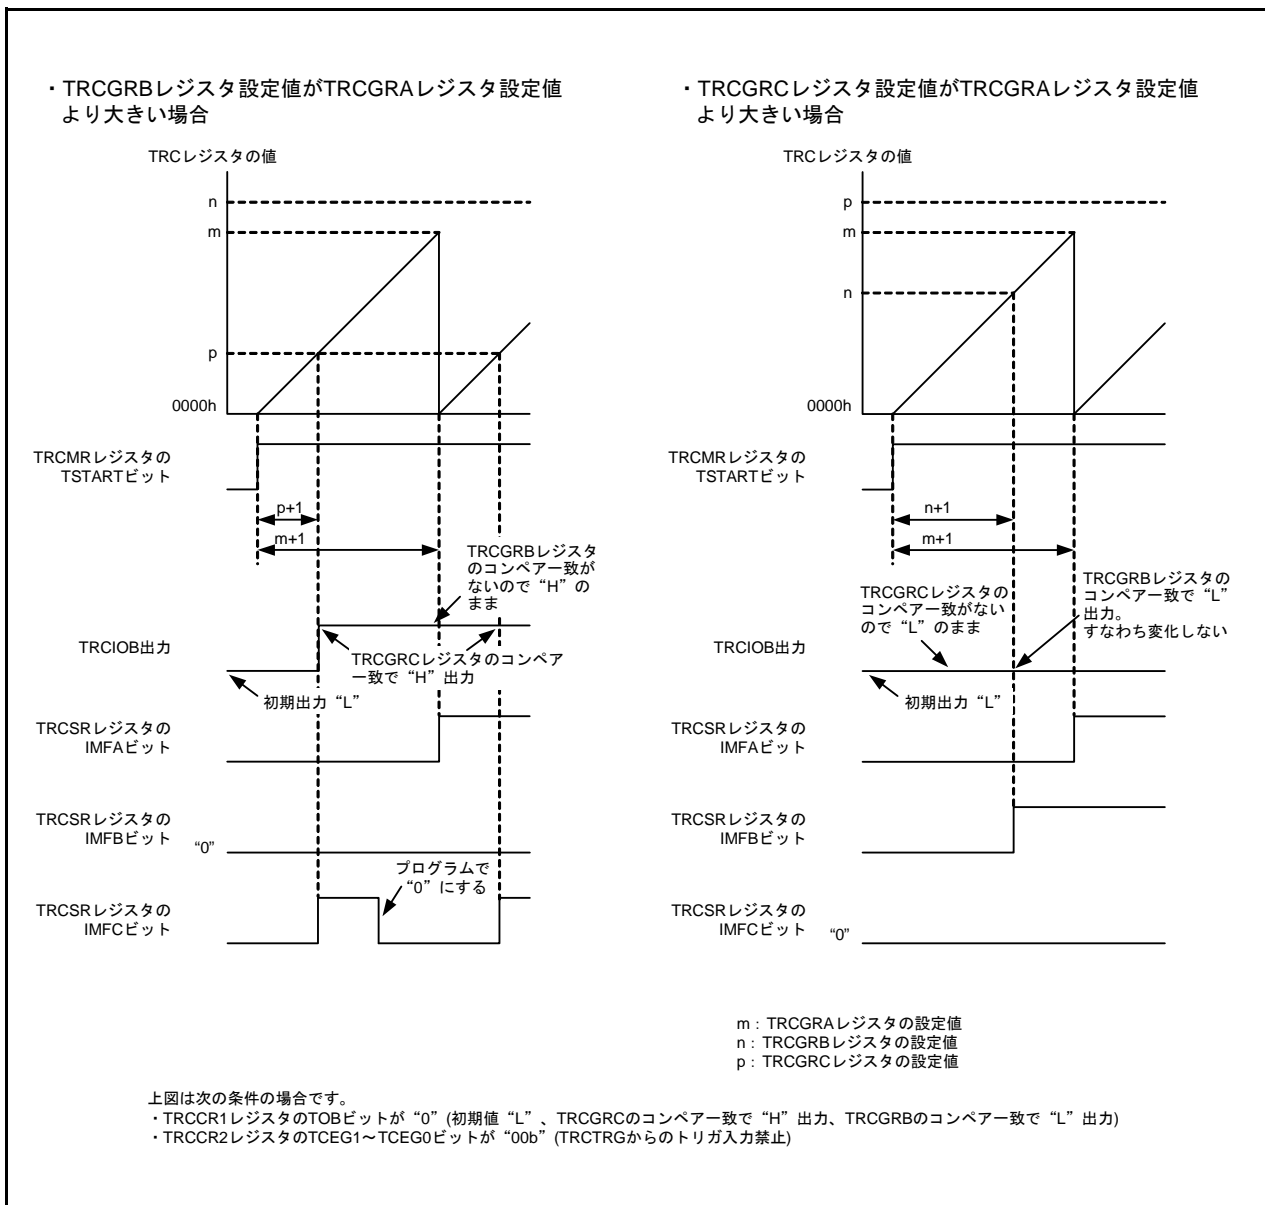 ・TRCGRBレジスタ設定値がTRCGRAレジスタ設定値
より大きい場合
TRCレジスタの値
n
m
p
0000h
TRCMRレジスタの
TSTARTビット
p+1
m+1
TRCGRBレジスタ
のコンペア一致が
ないので“H”の
まま
TRCIOB出力
TRCGRCレジスタのコンペア
一致で“H”出力
初期出力“L”
TRCSRレジスタの
IMFAビット
TRCSRレジスタの
IMFBビット
“0”
プログラムで
“0”にする
TRCSRレジスタの
IMFCビット
・TRCGRCレジスタ設定値がTRCGRAレジスタ設定値
より大きい場合
TRCレジスタの値
p
m
n
0000h
TRCMRレジスタの
TSTARTビット
n+1
m+1
TRCGRCレジスタの
コンペア一致がない
ので“L”のまま
TRCGRBレジスタの
コンペア一致で“L”
出力。
すなわち変化しない
TRCIOB出力
初期出力“L”
TRCSRレジスタの
IMFAビット
TRCSRレジスタの
IMFBビット
TRCSRレジスタの
IMFCビット
“0”
m：TRCGRAレジスタの設定値
n：TRCGRBレジスタの設定値
p：TRCGRCレジスタの設定値
上図は次の条件の場合です。
・TRCCR1レジスタのTOBビットが“0”(初期値“L”、TRCGRCのコンペア一致で“H”出力、TRCGRBのコンペア一致で“L”出力)
・TRCCR2レジスタのTCEG1～TCEG0ビットが“00b”(TRCTRGからのトリガ入力禁止)